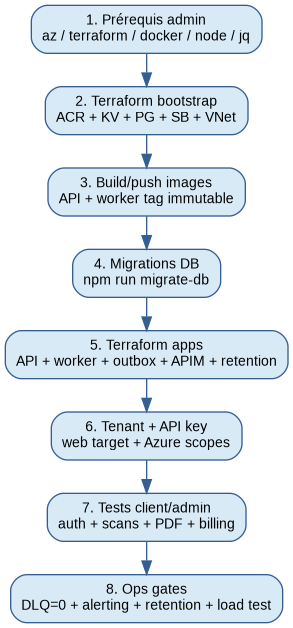 1. Prérequis admin
az / terraform / docker / node / jq
2. Terraform bootstrap
ACR + KV + PG + SB + VNet
3. Build/push images
API + worker tag immutable
4. Migrations DB
npm run migrate-db
5. Terraform apps
API + worker + outbox + APIM + retention
6. Tenant + API key
web target + Azure scopes
7. Tests client/admin
auth + scans + PDF + billing
8. Ops gates
DLQ=0 + alerting + retention + load test